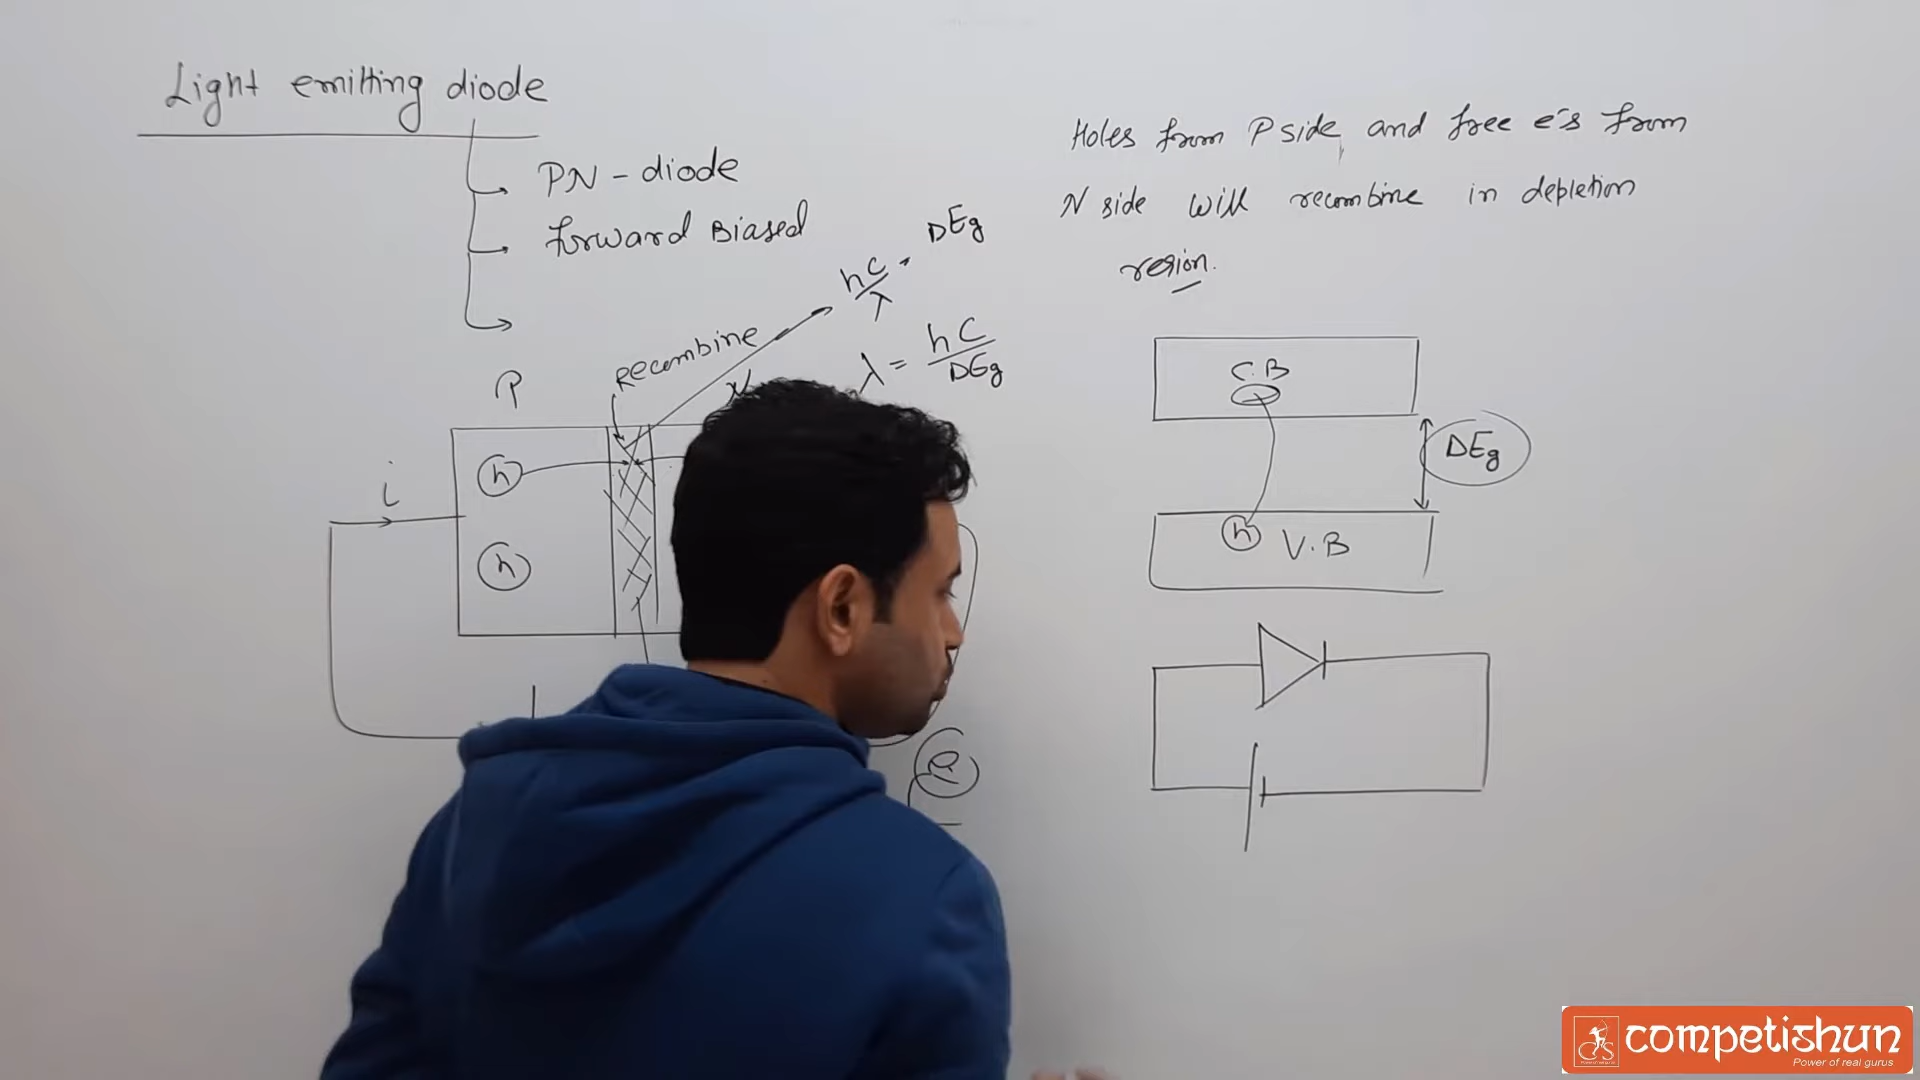 Light emitting diode
PN - diode
Forward Biased
Holes from P side, and free e's from
N side will recombine in depletion
region.
hc/λ = ΔEg
λ = hc/ΔEg
Recombine
P
N
h
h
i
e
C.B
ΔEg
h V.B
competishun
Power of real gurus